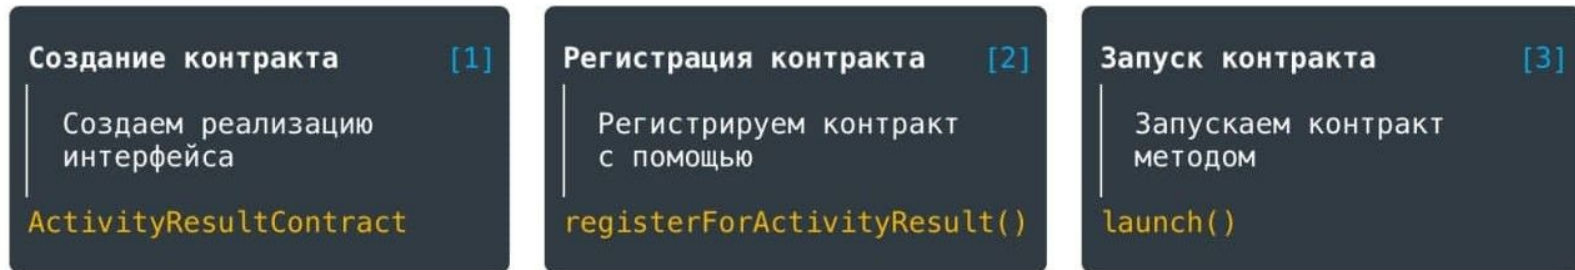 Создание контракта [1]
Создаем реализацию
интерфейса
ActivityResultContract
Регистрация контракта [2]
Регистрируем контракт
с помощью
registerForActivityResult()
Запуск контракта [3]
Запускаем контракт
методом
launch()